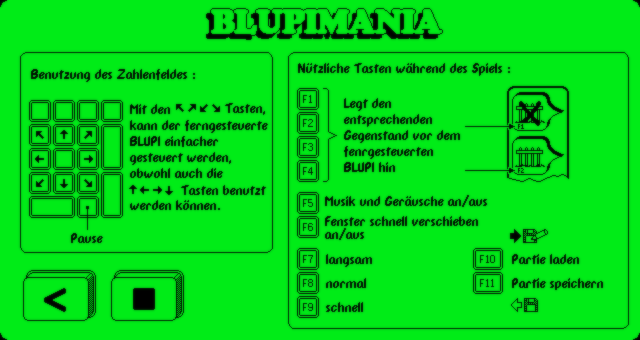 BLUPIMANIA
Benutzung des Zahlenfeldes :
Mit den ↖ ↗ ↙ ↘ Tasten,
kann der ferngesteuerte
BLUPI einfacher
gesteuert werden,
obwohl auch die
↑ ← → ↓ Tasten benutzt
werden können.
Pause
Nützliche Tasten während des Spiels :
F1
F2
F3
F4
Legt den
entsprechenden
Gegenstand vor dem
fenrgesteuerten
BLUPI hin
F1
F2
F5 Musik und Geräusche an/aus
F6 Fenster schnell verschieben
an/aus
F7 langsam
F8 normal
F9 schnell
F10 Partie laden
F11 Partie speichern